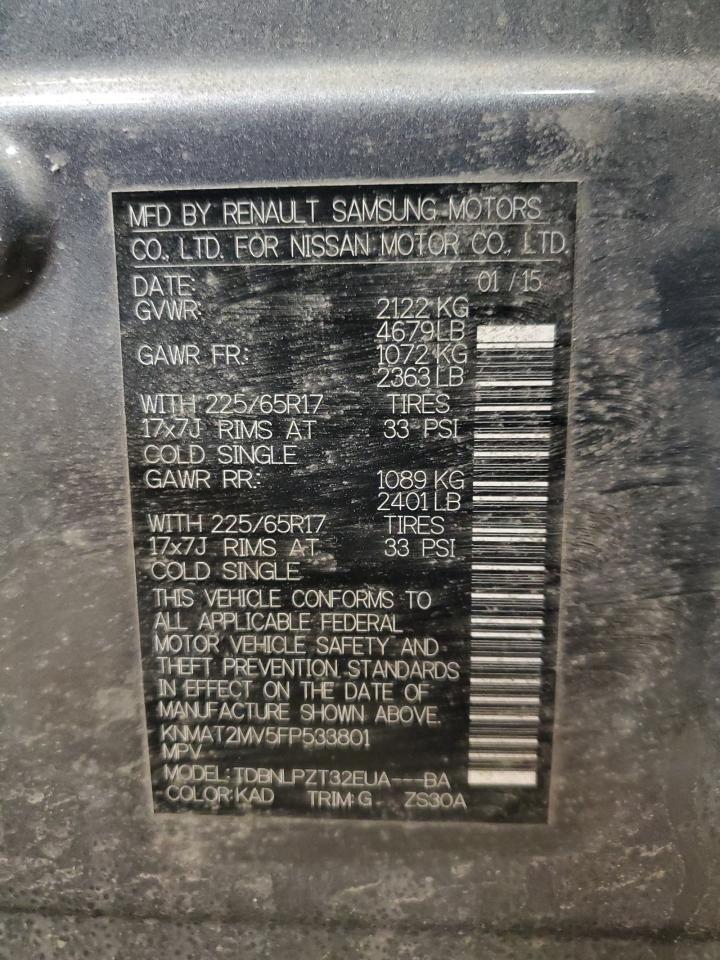 MFD BY RENAULT SAMSUNG MOTORS
CO., LTD. FOR NISSAN MOTOR CO., LTD.
DATE: 01 / 15
GVWR: 2122 KG
4679 LB
GAWR FR: 1072 KG
2363 LB
WITH 225/65R17 TIRES
17x7J RIMS AT 33 PSI
COLD SINGLE
GAWR RR: 1089 KG
2401 LB
WITH 225/65R17 TIRES
17x7J RIMS AT 33 PSI
COLD SINGLE
THIS VEHICLE CONFORMS TO
ALL APPLICABLE FEDERAL
MOTOR VEHICLE SAFETY AND
THEFT PREVENTION STANDARDS
IN EFFECT ON THE DATE OF
MANUFACTURE SHOWN ABOVE.
KNMAT2MV5FP533801
MPV
MODEL: TDBNLPZT32EUA---BA
COLOR: KAD TRIM: G ZS30A